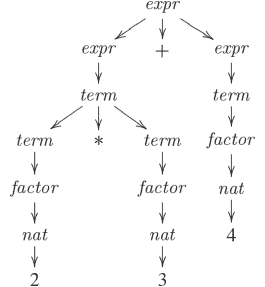 expr
expr + expr
term term
term * term factor
factor factor nat
nat nat 4
2 3